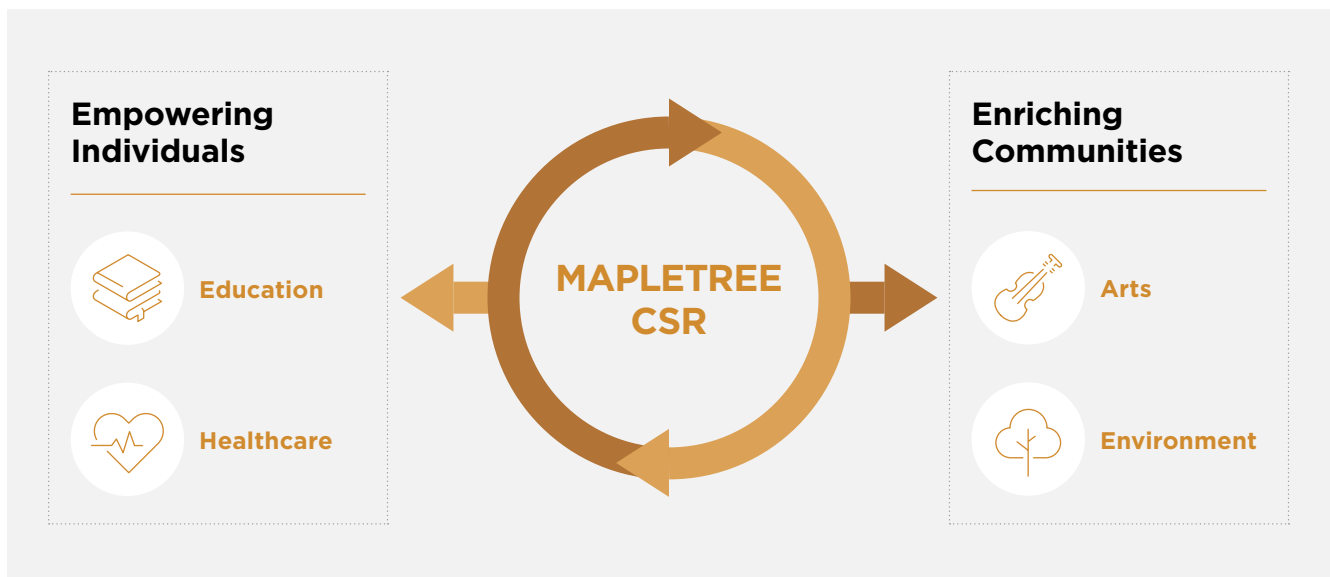 Empowering
Individuals
Education
Healthcare
MAPLETREE
CSR
Enriching
Communities
Arts
Environment